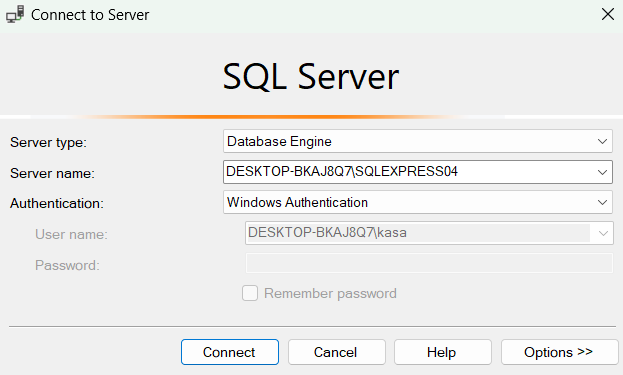 Connect to Server
SQL Server
Server type: Database Engine
Server name: DESKTOP-BKAJ8Q7\SQLEXPRESS04
Authentication: Windows Authentication
User name: DESKTOP-BKAJ8Q7\kasa
Password:
Remember password
Connect Cancel Help Options >>